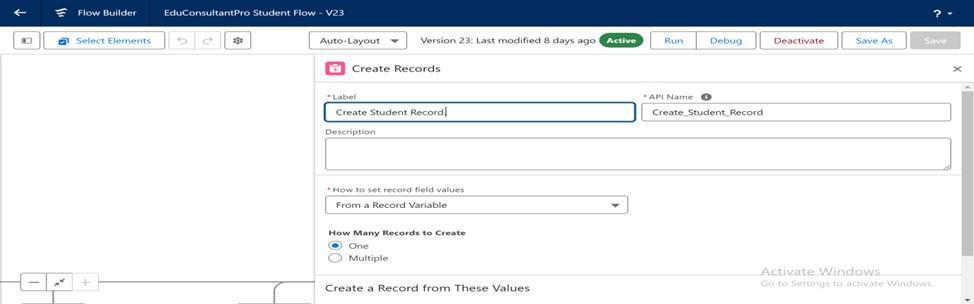 Flow Builder EduConsultantPro Student Flow - V23 ?
Select Elements Auto-Layout Version 23: Last modified 8 days ago Active Run Debug Deactivate Save As Save
Create Records
* Label * API Name
Create Student Record Create_Student_Record
Description
* How to set record field values
From a Record Variable
How Many Records to Create
One
Multiple
Activate Windows
Go to Settings to activate Windows.
Create a Record from These Values